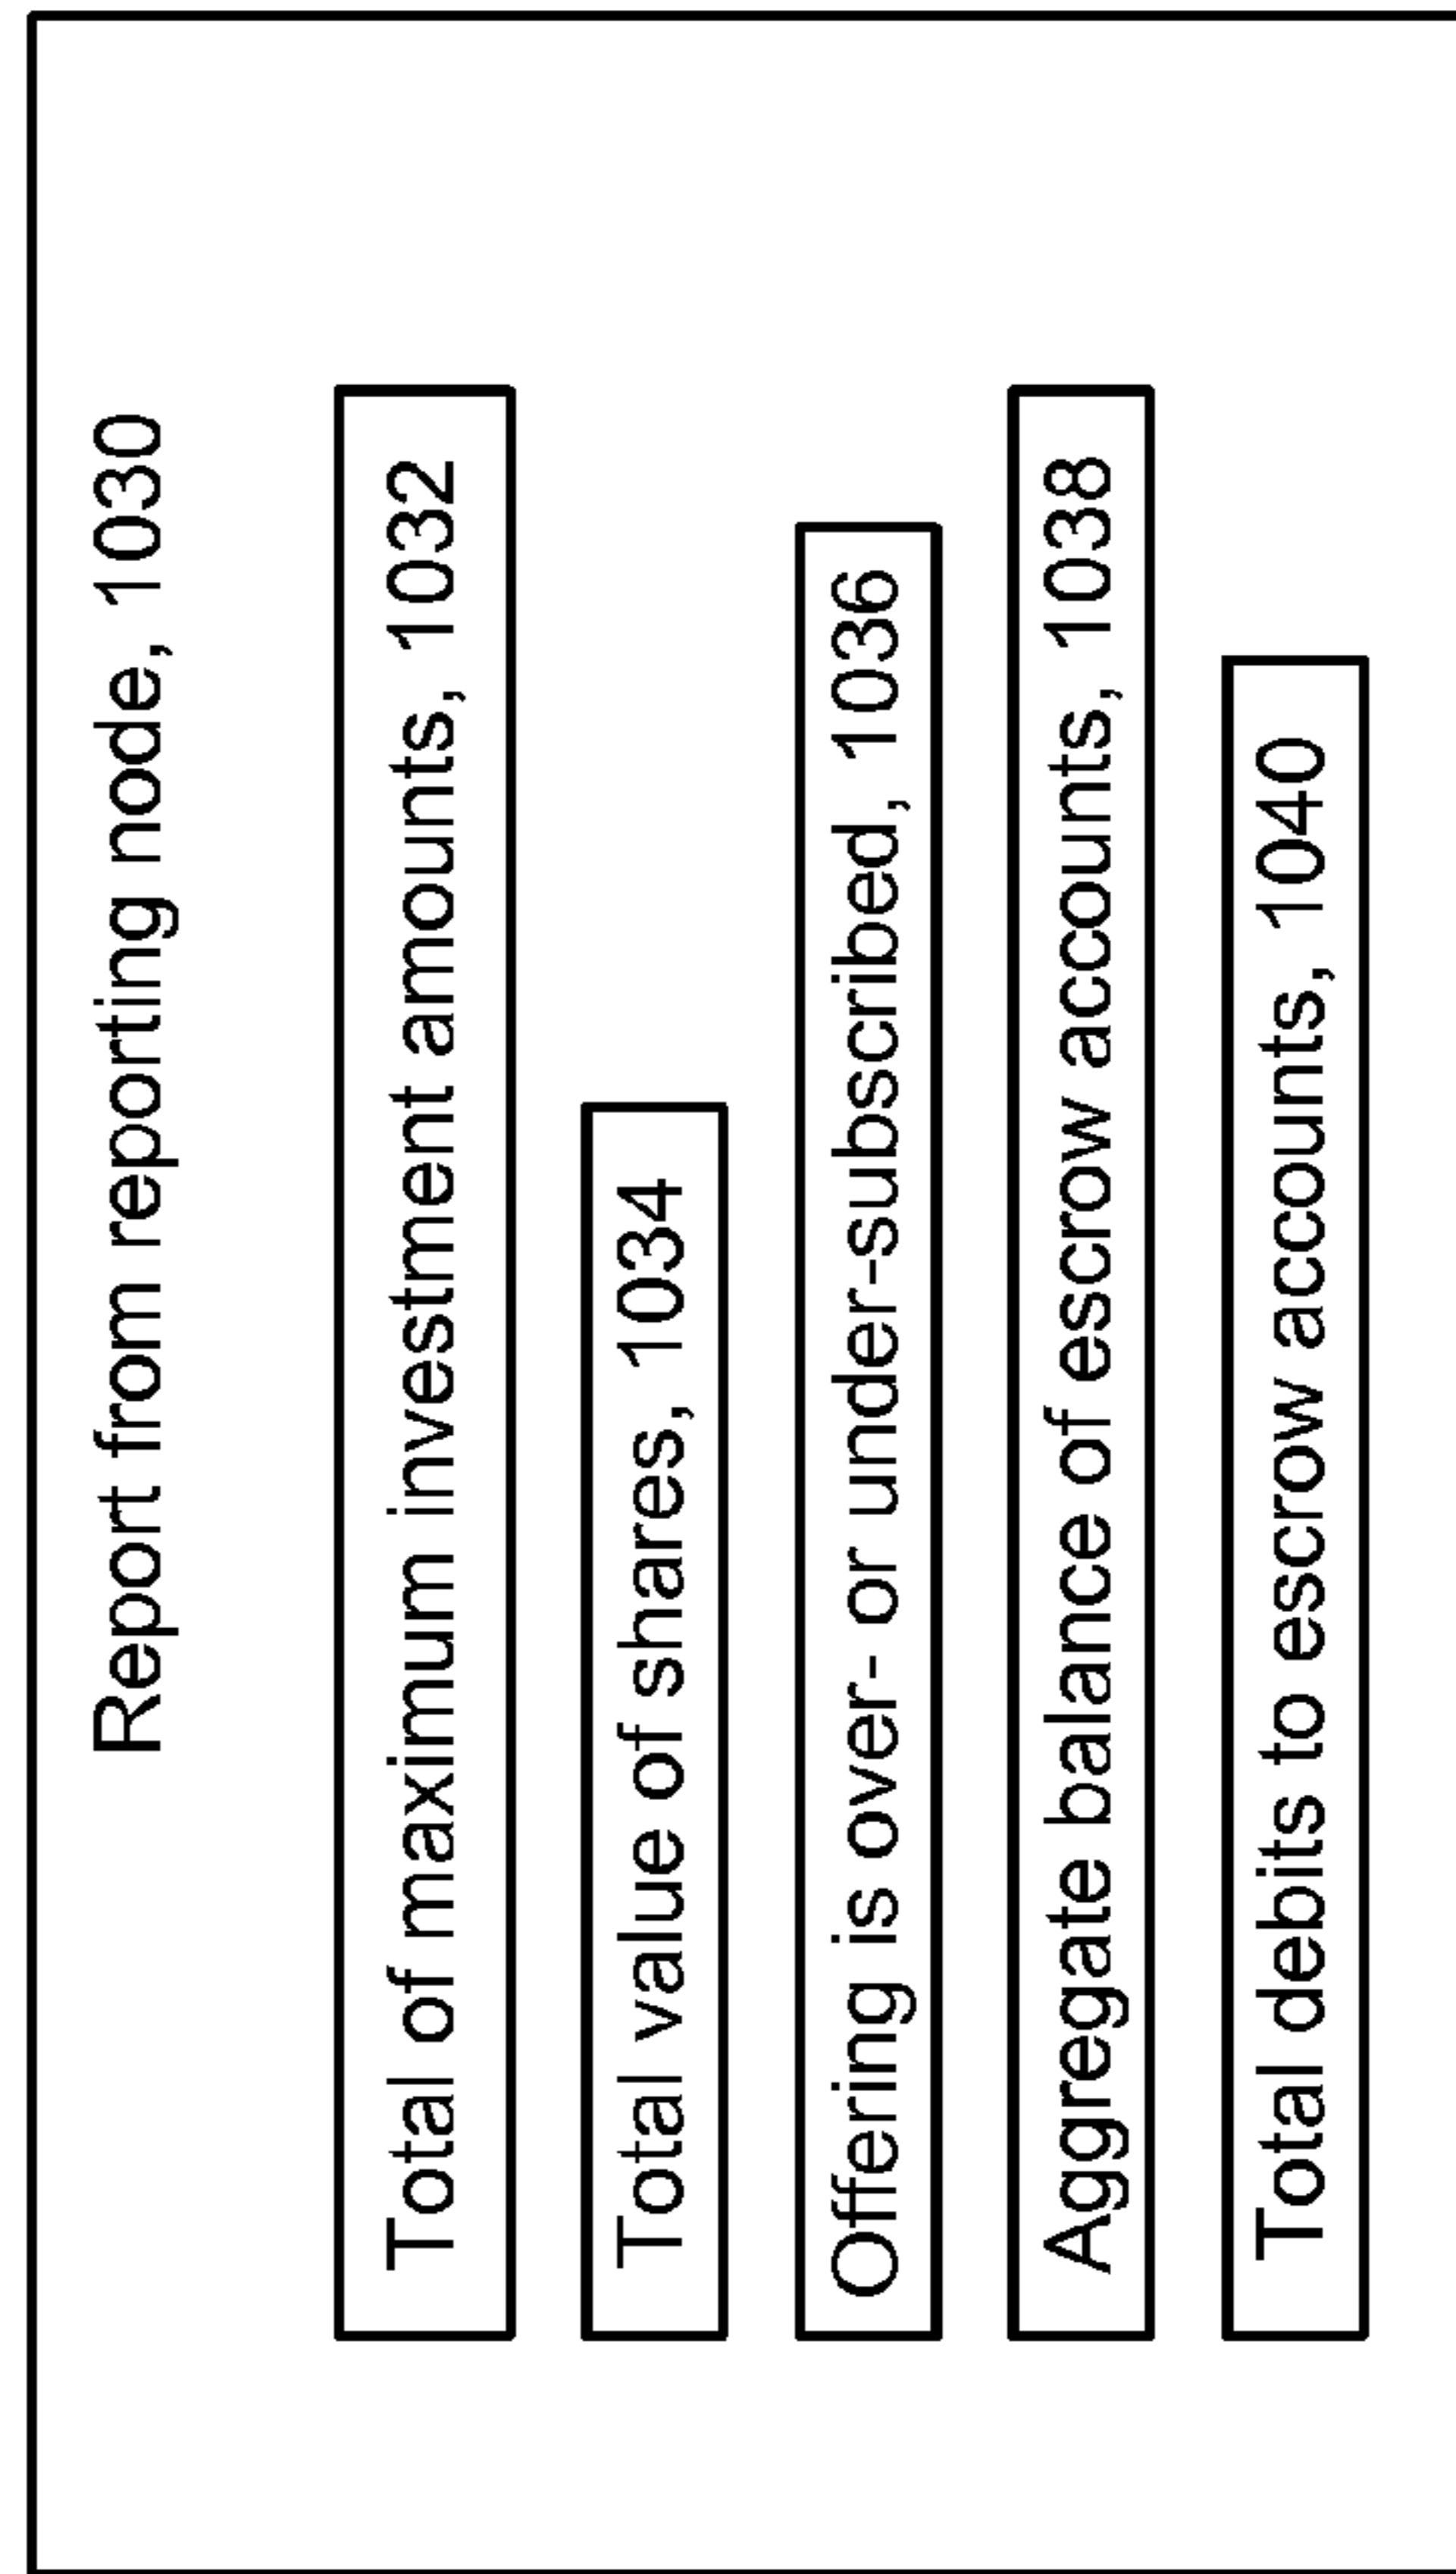 Report from reporting node, 1030
Total of maximum investment amounts, 1032
Total value of shares, 1034
Offering is over- or under-subscribed, 1036
Aggregate balance of escrow accounts, 1038
Total debits to escrow accounts, 1040